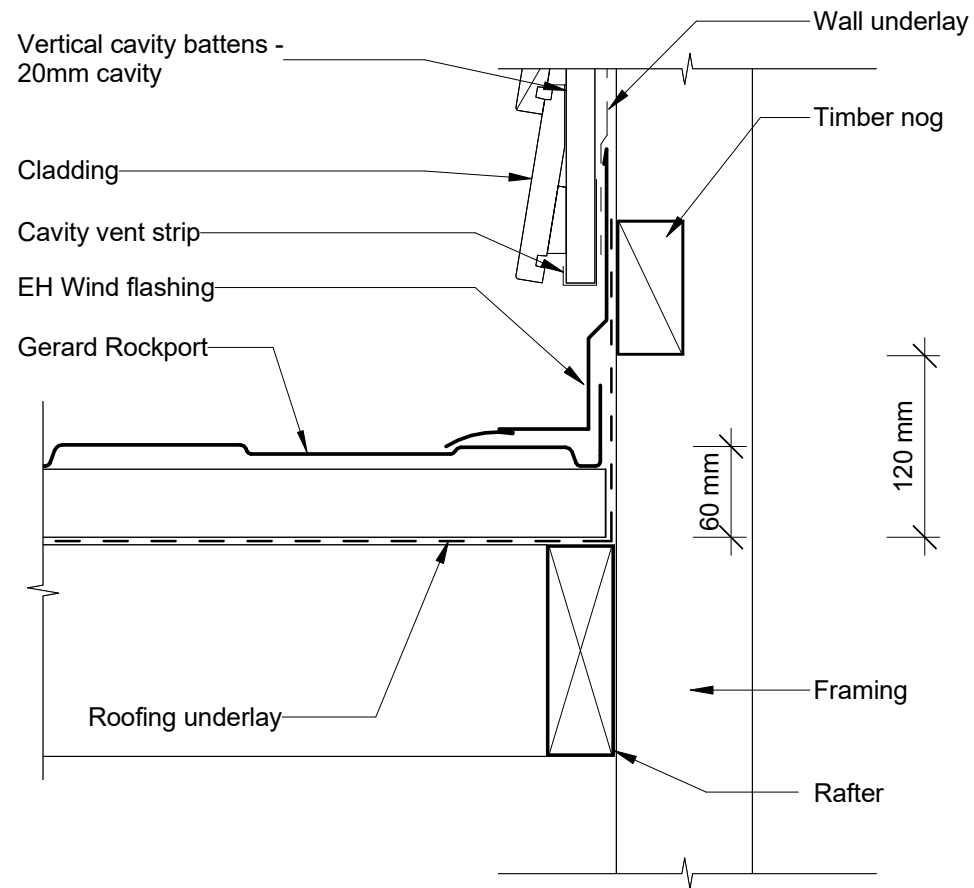 Vertical cavity battens -
20mm cavity
Cladding
Cavity vent strip
EH Wind flashing
Gerard Rockport
Roofing underlay
Wall underlay
Timber nog
60 mm
120 mm
Framing
Rafter